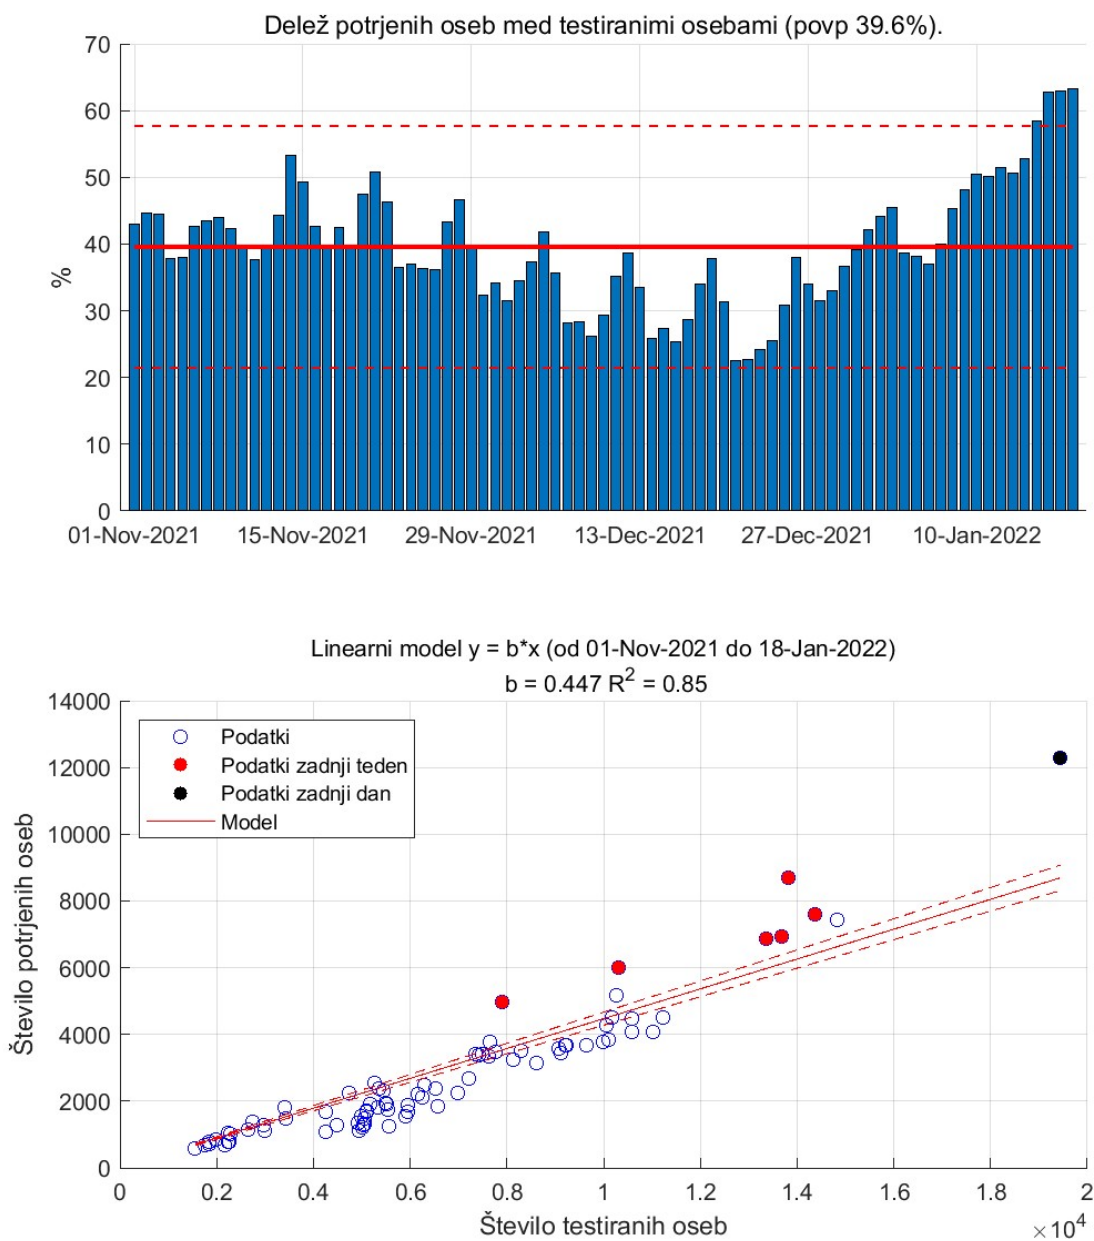 Delež potrjenih oseb med testiranimi osebami (povp 39.6%).
70
60
50
40
30
20
10
0
%
01-Nov-2021 15-Nov-2021 29-Nov-2021 13-Dec-2021 27-Dec-2021 10-Jan-2022
Linearni model y = b*x (od 01-Nov-2021 do 18-Jan-2022)
b = 0.447 R² = 0.85
14000
12000
10000
8000
6000
4000
2000
0
Število potrjenih oseb
Podatki
Podatki zadnji teden
Podatki zadnji dan
Model
0 0.2 0.4 0.6 0.8 1 1.2 1.4 1.6 1.8 2
Število testiranih oseb
×10⁴